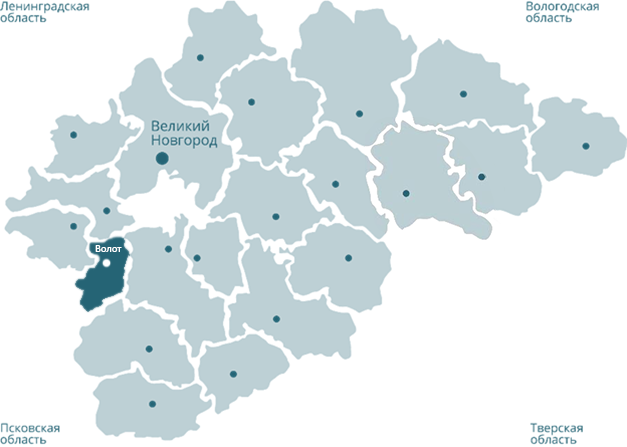 Ленинградская
область
Вологодская
область
Великий
Новгород
Волот
Псковская
область
Тверская
область